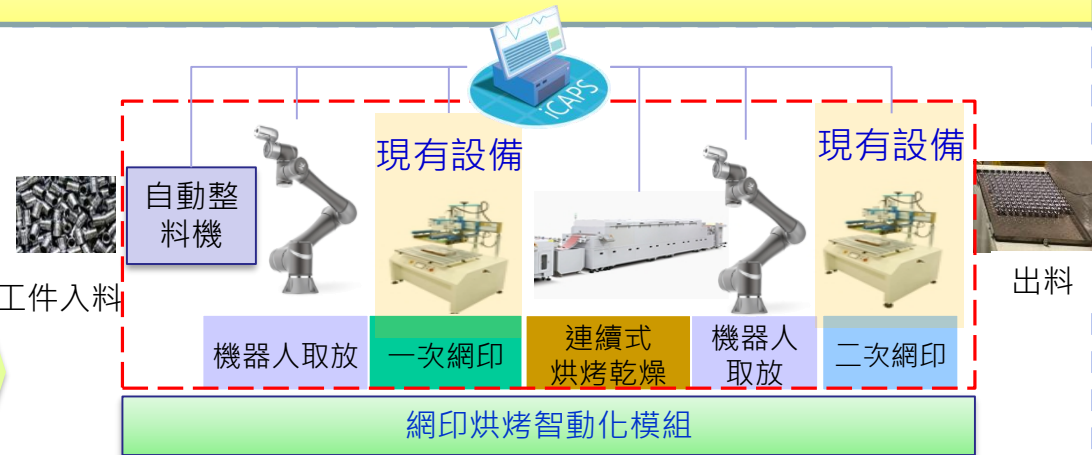 iCAPS
現有設備
現有設備
自動整
料機
工件入料
出料
機器人取放
一次網印
連續式
烘烤乾燥
機器人
取放
二次網印
網印烘烤智動化模組